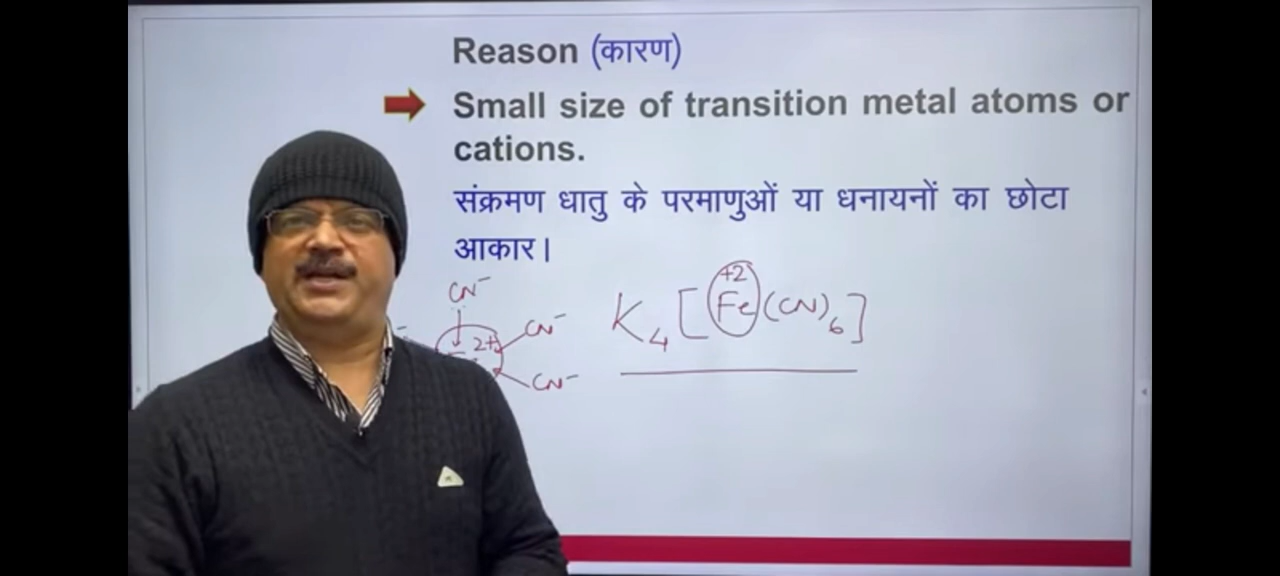 Reason (कारण)
Small size of transition metal atoms or
cations.
संक्रमण धातु के परमाणुओं या धनायनों का छोटा
आकार।
CN⁻
+2
K₄[Fe(CN)₆]
CN⁻
2+
CN⁻